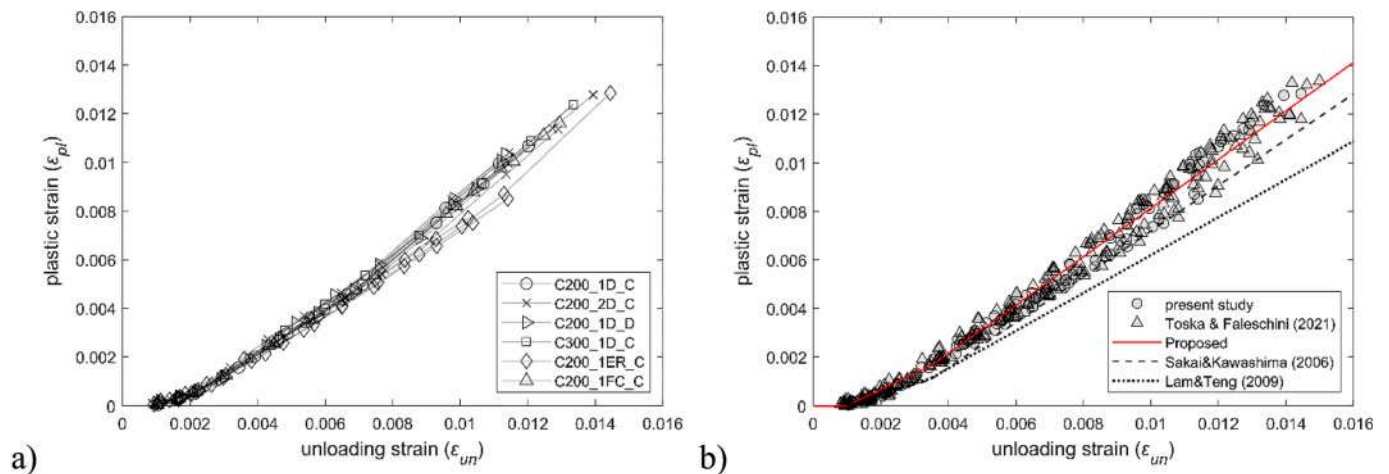 0.016
0.014
0.012
0.01
0.008
0.006
0.004
0.002
0
plastic strain (εpl)
0 0.002 0.004 0.006 0.008 0.01 0.012 0.014 0.016
unloading strain (εun)
C200_1D_C
C200_2D_C
C200_1D_D
C300_1D_C
C200_1ER_C
C200_1FC_C
a)
0.016
0.014
0.012
0.01
0.008
0.006
0.004
0.002
0
plastic strain (εpl)
0 0.002 0.004 0.006 0.008 0.01 0.012 0.014 0.016
unloading strain (εun)
present study
Toska & Faleschini (2021)
Proposed
Sakai&Kawashima (2006)
Lam&Teng (2009)
b)